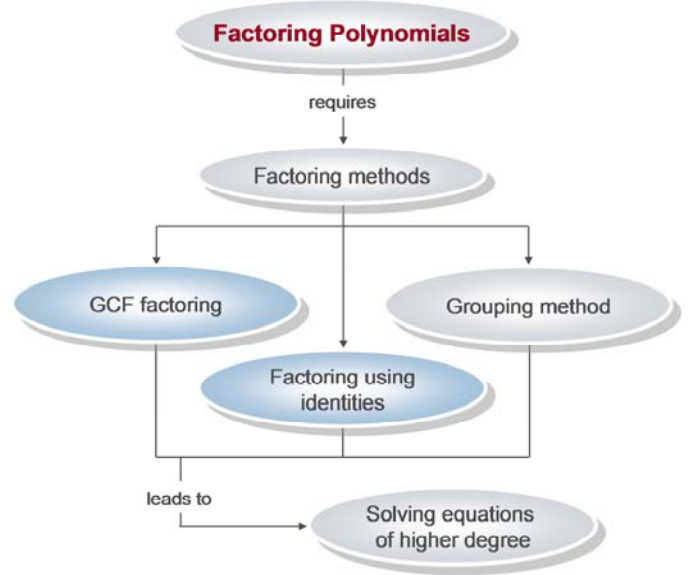 Factoring Polynomials
requires
Factoring methods
GCF factoring
Grouping method
Factoring using
identities
leads to
Solving equations
of higher degree